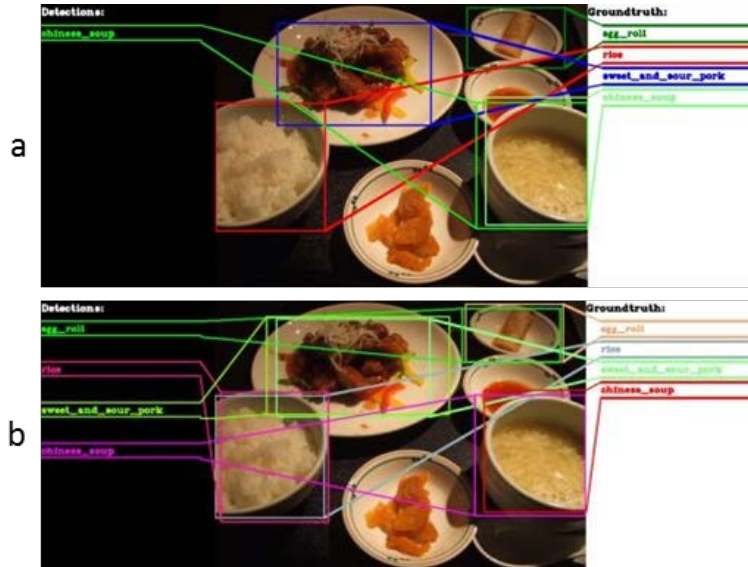 a
Detections:
chinese_soup
Groundtruth:
egg_roll
rice
sweet_and_sour_pork
chinese_soup
b
Detections:
egg_roll
rice
sweet_and_sour_pork
chinese_soup
Groundtruth:
egg_roll
rice
sweet_and_sour_pork
chinese_soup